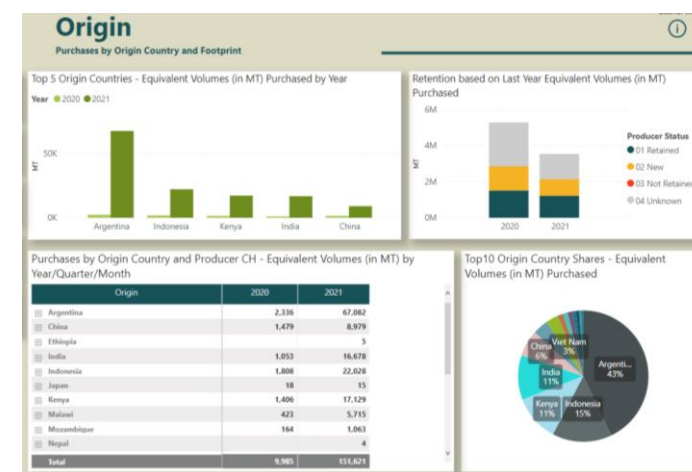 Origin
Purchases by Origin Country and Footprint
Top 5 Origin Countries - Equivalent Volumes (in MT) Purchased by Year
Year 2020 2021
MT
50K
0K
Argentina Indonesia Kenya India China
Retention based on Last Year Equivalent Volumes (in MT)
Purchased
6M
4M
MT
2M
0M
2020 2021
Producer Status
01 Retained
02 New
03 Not Retained
04 Unknown
Purchases by Origin Country and Producer CH - Equivalent Volumes (in MT) by
Year/Quarter/Month
Origin 2020 2021
Argentina 2,336 67,082
China 1,479 8,979
Ethiopia 5
India 1,053 16,678
Indonesia 1,808 22,028
Japan 18 15
Kenya 1,406 17,129
Malawi 423 5,715
Mozambique 164 1,063
Nepal 4
Total 9,985 151,621
Top10 Origin Country Shares - Equivalent
Volumes (in MT) Purchased
China 6%
Viet Nam 3%
Argenti... 43%
India 11%
Kenya 11%
Indonesia 15%